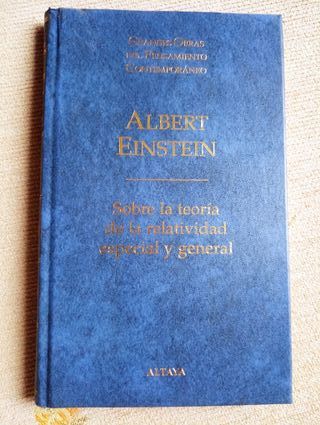 GRANDES OBRAS
DEL PENSAMIENTO
CONTEMPORÁNEO
ALBERT
EINSTEIN
Sobre la teoría
de la relatividad
especial y general
ALTAYA